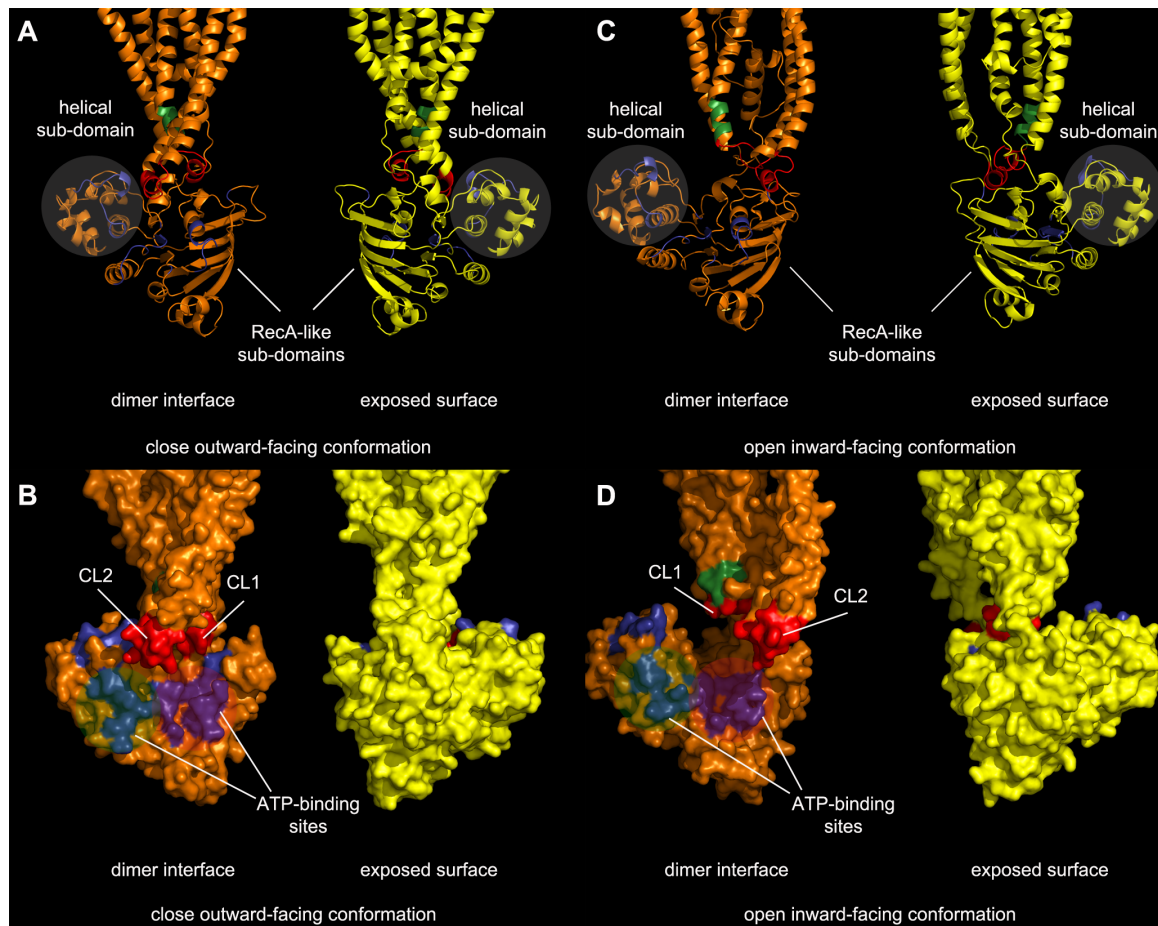 A
helical
sub-domain
helical
sub-domain
RecA-like
sub-domains
dimer interface
exposed surface
close outward-facing conformation
C
helical
sub-domain
helical
sub-domain
RecA-like
sub-domains
dimer interface
exposed surface
open inward-facing conformation
B
CL2
CL1
ATP-binding
sites
dimer interface
exposed surface
close outward-facing conformation
D
CL1
CL2
ATP-binding
sites
dimer interface
exposed surface
open inward-facing conformation